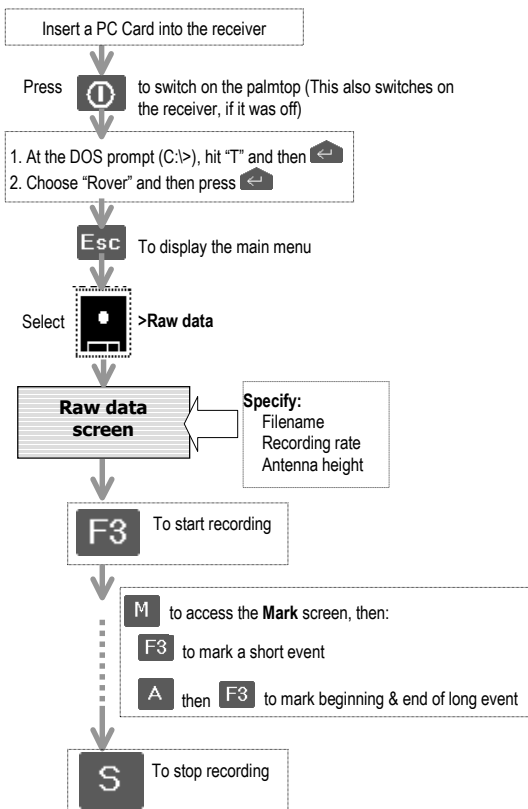 Insert a PC Card into the receiver
Press to switch on the palmtop (This also switches on
the receiver, if it was off)
1. At the DOS prompt (C:\>), hit “T” and then
2. Choose “Rover” and then press
Esc To display the main menu
Select >Raw data
Raw data
screen
Specify:
Filename
Recording rate
Antenna height
F3 To start recording
M to access the Mark screen, then:
F3 to mark a short event
A then F3 to mark beginning & end of long event
S To stop recording